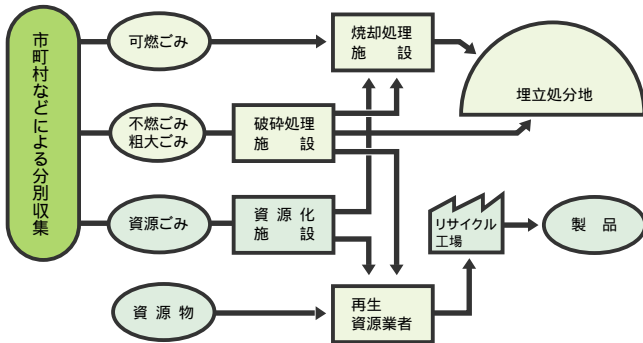 市町村などによる分別収集
可燃ごみ
焼却処理
施設
埋立処分地
不燃ごみ
粗大ごみ
破砕処理
施設
資源ごみ
資源化
施設
リサイクル
工場
製品
資源物
再生
資源業者